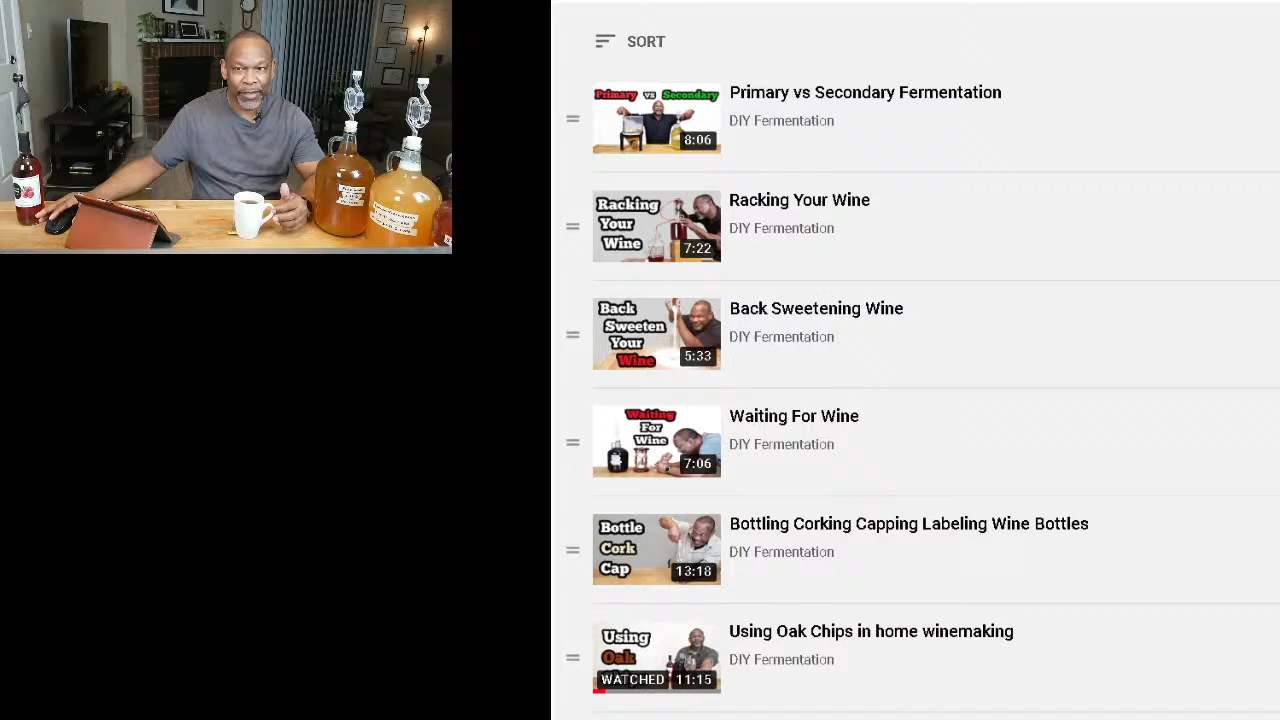 SORT
Primary vs Secondary
8:06
Primary vs Secondary Fermentation
DIY Fermentation
Racking
Your
Wine
7:22
Racking Your Wine
DIY Fermentation
Back
Sweeten
Your
Wine
5:33
Back Sweetening Wine
DIY Fermentation
Waiting
For
Wine
7:06
Waiting For Wine
DIY Fermentation
Bottle
Cork
Cap
13:18
Bottling Corking Capping Labeling Wine Bottles
DIY Fermentation
Using
Oak
WATCHED 11:15
Using Oak Chips in home winemaking
DIY Fermentation